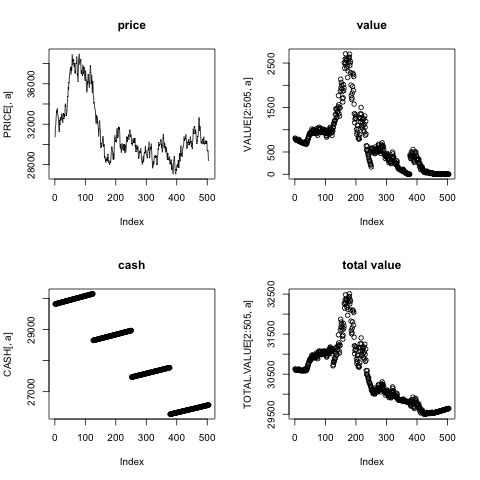 price
PRICE[, a]
28000 32000 36000
0 100 200 300 400 500
Index
value
VALUE[2:505, a]
0 500 1500 2500
0 100 200 300 400 500
Index
cash
CASH[, a]
27000 29000
0 100 200 300 400 500
Index
total value
TOTAL.VALUE[2:505, a]
29500 30500 31500 32500
0 100 200 300 400 500
Index